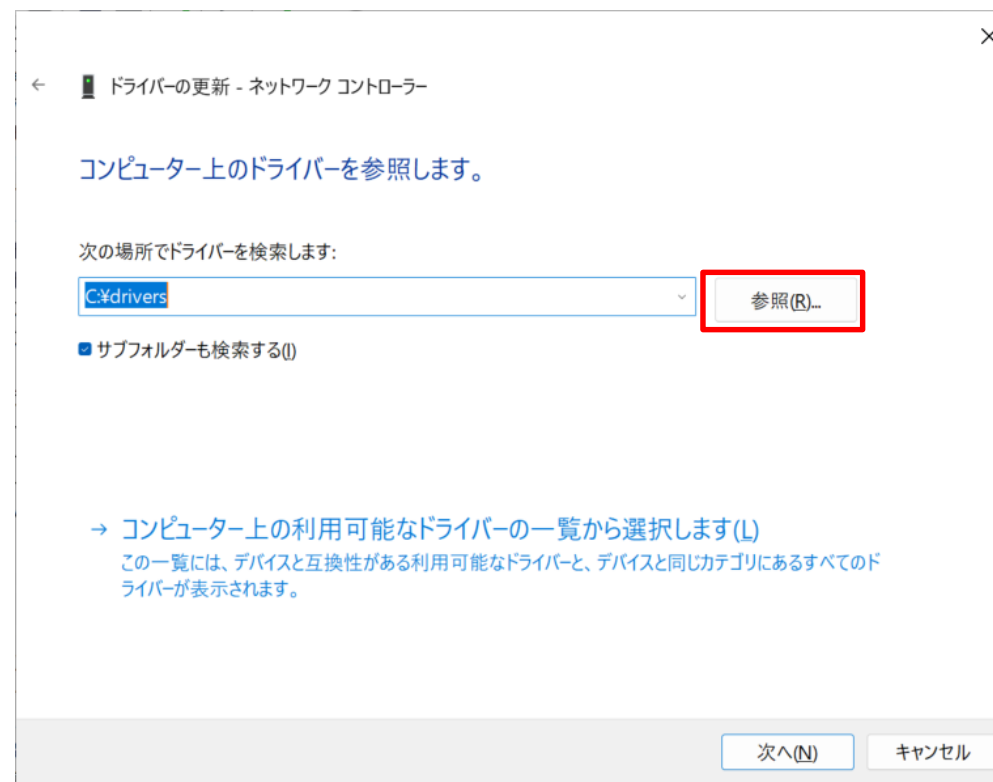 ドライバーの更新 - ネットワーク コントローラー
コンピューター上のドライバーを参照します。
次の場所でドライバーを検索します:
C:¥drivers
参照(R)...
サブフォルダーも検索する(I)
コンピューター上の利用可能なドライバーの一覧から選択します(L)
この一覧には、デバイスと互換性がある利用可能なドライバーと、デバイスと同じカテゴリにあるすべてのド
ライバーが表示されます。
次へ(N)
キャンセル